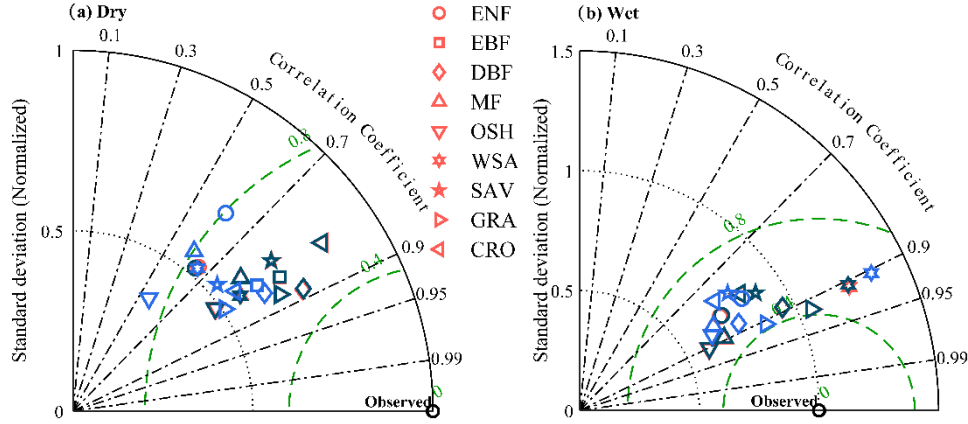 (a) Dry
Standard deviation (Normalized)
1
0.5
0
0.1
0.3
0.5
0.7
0.9
0.95
0.99
Correlation Coefficient
0.8
0.4
0
Observed
ENF
EBF
DBF
MF
OSH
WSA
SAV
GRA
CRO
(b) Wet
Standard deviation (Normalized)
1.5
1
0.5
0
0.1
0.3
0.5
0.7
0.9
0.95
0.99
Correlation Coefficient
0.8
0
Observed